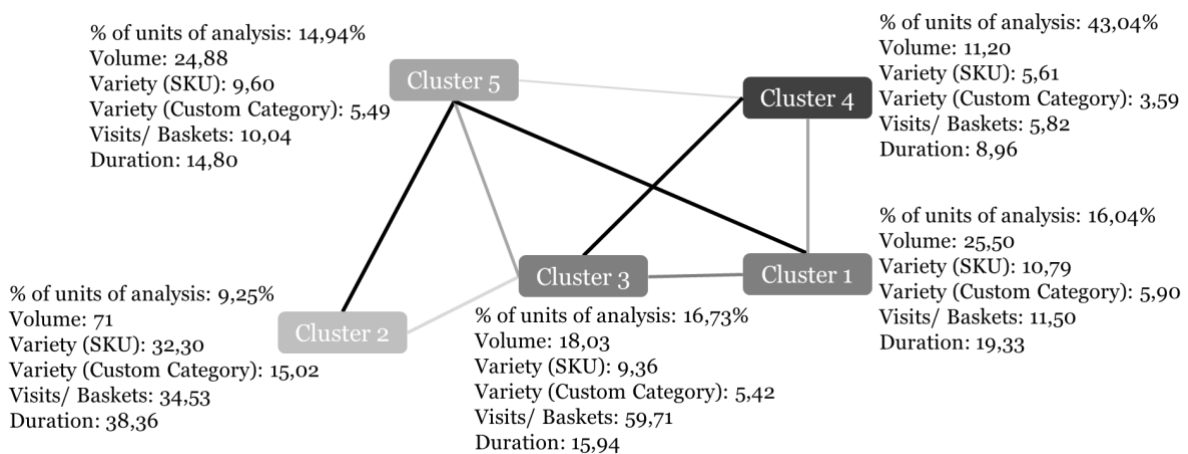 % of units of analysis: 14,94%
Volume: 24,88
Variety (SKU): 9,60
Variety (Custom Category): 5,49
Visits/ Baskets: 10,04
Duration: 14,80
Cluster 5
% of units of analysis: 43,04%
Volume: 11,20
Variety (SKU): 5,61
Variety (Custom Category): 3,59
Visits/ Baskets: 5,82
Duration: 8,96
Cluster 4
% of units of analysis: 16,04%
Volume: 25,50
Variety (SKU): 10,79
Variety (Custom Category): 5,90
Visits/ Baskets: 11,50
Duration: 19,33
Cluster 1
Cluster 3
% of units of analysis: 16,73%
Volume: 18,03
Variety (SKU): 9,36
Variety (Custom Category): 5,42
Visits/ Baskets: 59,71
Duration: 15,94
% of units of analysis: 9,25%
Volume: 71
Variety (SKU): 32,30
Variety (Custom Category): 15,02
Visits/ Baskets: 34,53
Duration: 38,36
Cluster 2